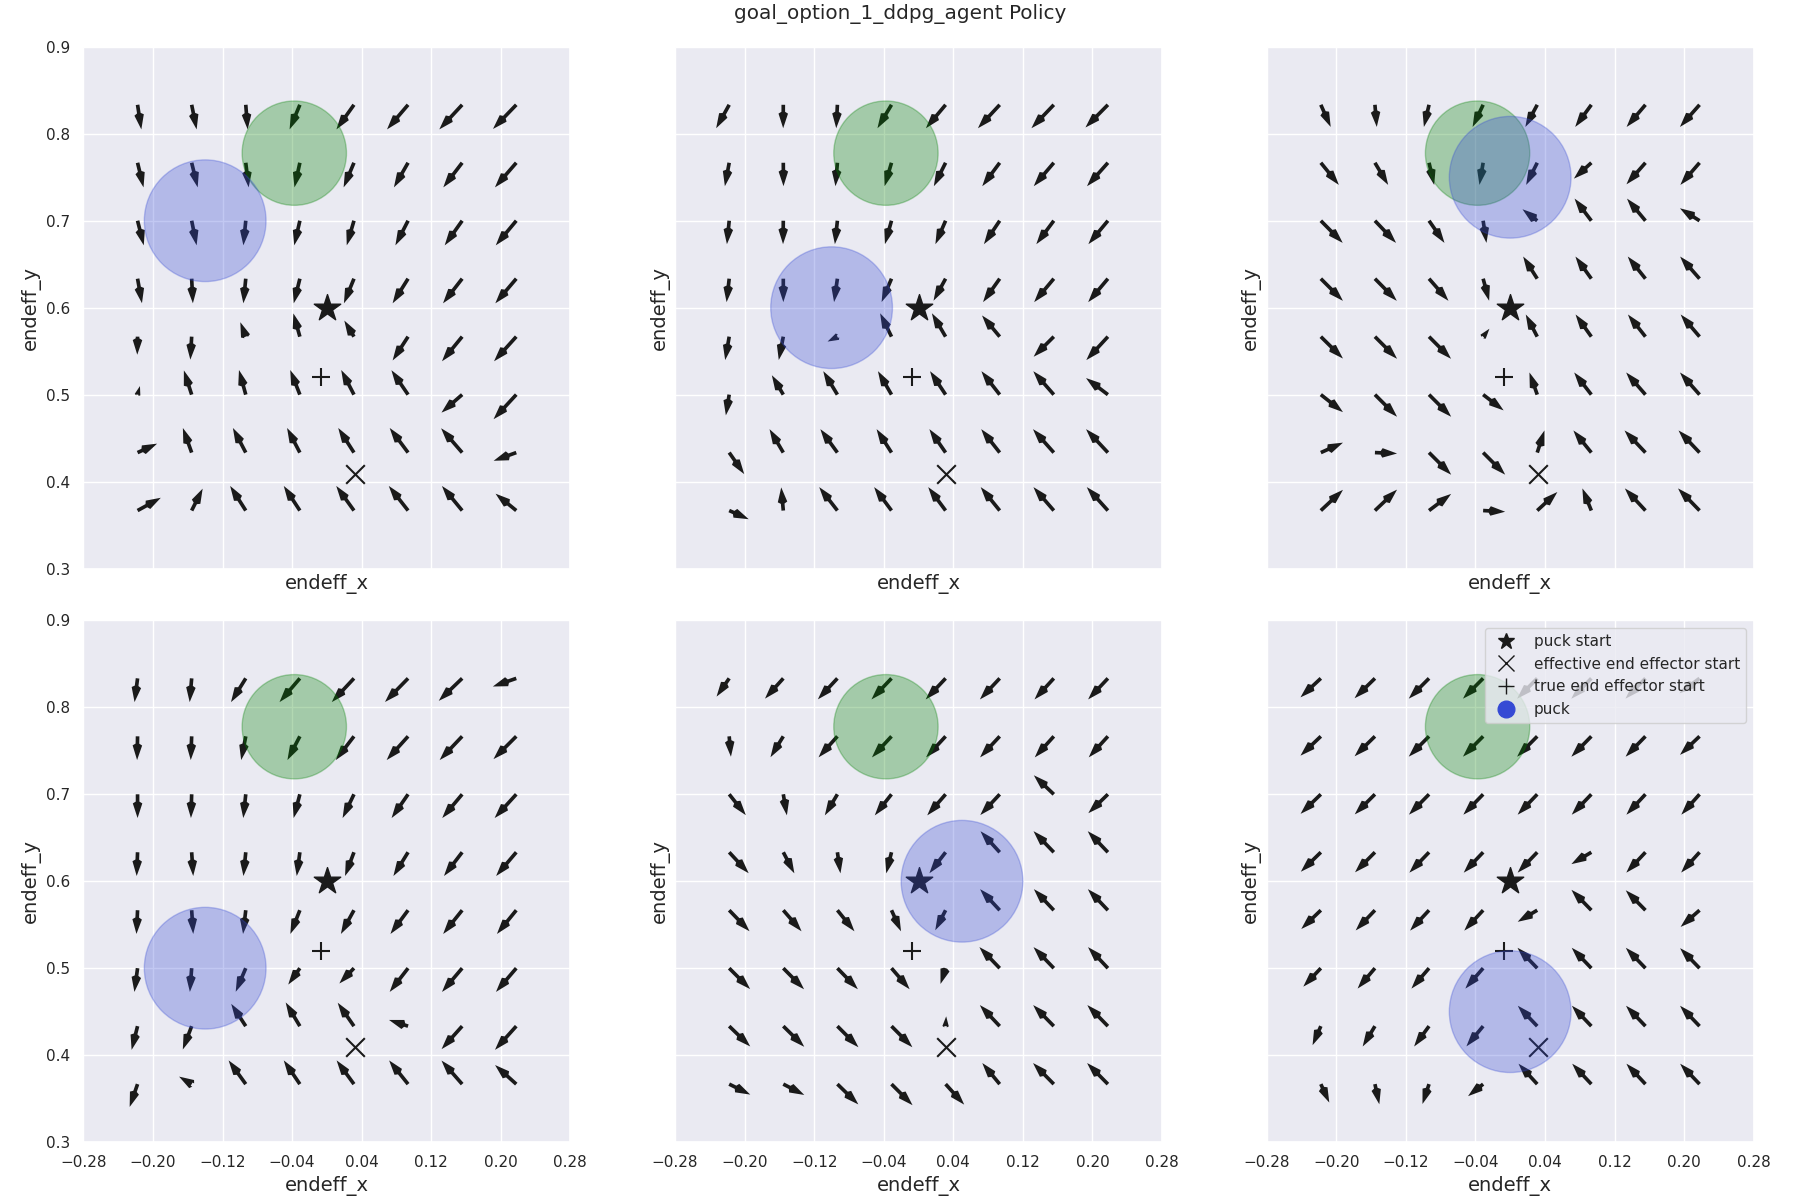 goal_option_1_ddpg_agent Policy
0.9
0.8
0.7
0.6
0.5
0.4
0.3
endeff_y
endeff_x
endeff_y
endeff_x
endeff_y
endeff_x
0.9
0.8
0.7
0.6
0.5
0.4
0.3
endeff_y
−0.28 −0.20 −0.12 −0.04 0.04 0.12 0.20 0.28
endeff_x
endeff_y
−0.28 −0.20 −0.12 −0.04 0.04 0.12 0.20 0.28
endeff_x
puck start
effective end effector start
true end effector start
puck
endeff_y
−0.28 −0.20 −0.12 −0.04 0.04 0.12 0.20 0.28
endeff_x